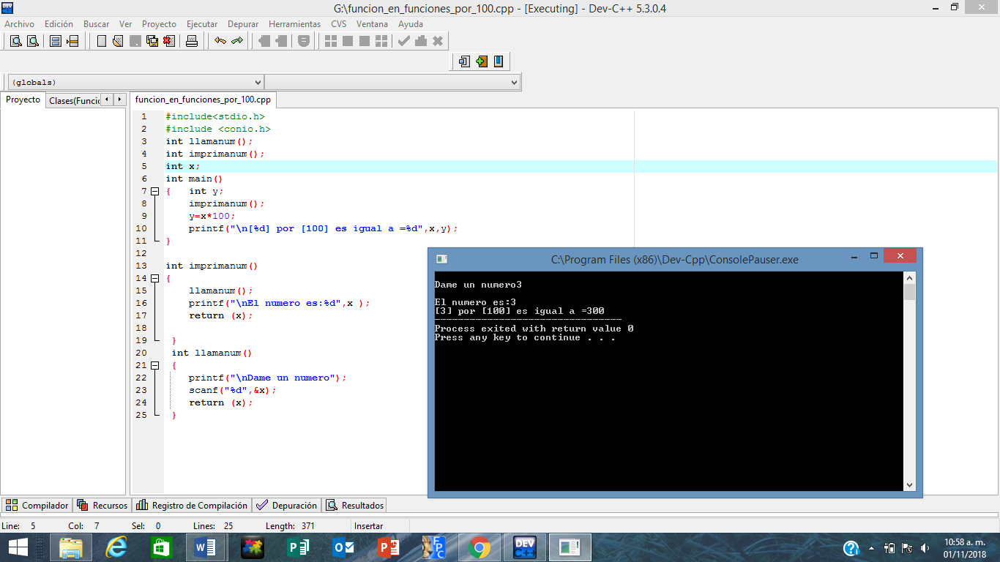 G:\funcion_en_funciones_por_100.cpp - [Executing] - Dev-C++ 5.3.0.4
Archivo Edición Buscar Ver Proyecto Ejecutar Depurar Herramientas CVS Ventana Ayuda
(globals)
Proyecto Clases(Funcio
funcion_en_funciones_por_100.cpp
1 #include<stdio.h>
2 #include <conio.h>
3 int llamanum();
4 int imprimanum();
5 int x;
6 int main()
7 { int y;
8 imprimanum();
9 y=x*100;
10 printf("\n[%d] por [100] es igual a =%d",x,y);
11 }
12
13 int imprimanum()
14 {
15 llamanum();
16 printf("\nEl numero es:%d",x );
17 return (x);
18
19 }
20 int llamanum()
21 {
22 printf("\nDame un numero");
23 scanf("%d",&x);
24 return (x);
25 }
C:\Program Files (x86)\Dev-Cpp\ConsolePauser.exe
Dame un numero3
El numero es:3
[3] por [100] es igual a =300
--------------------------------
Process exited with return value 0
Press any key to continue . . .
Compilador Recursos Registro de Compilación Depuración Resultados
Line: 5 Col: 7 Sel: 0 Lines: 25 Length: 371 Insertar
DEV C++
10:58 a. m.
01/11/2018